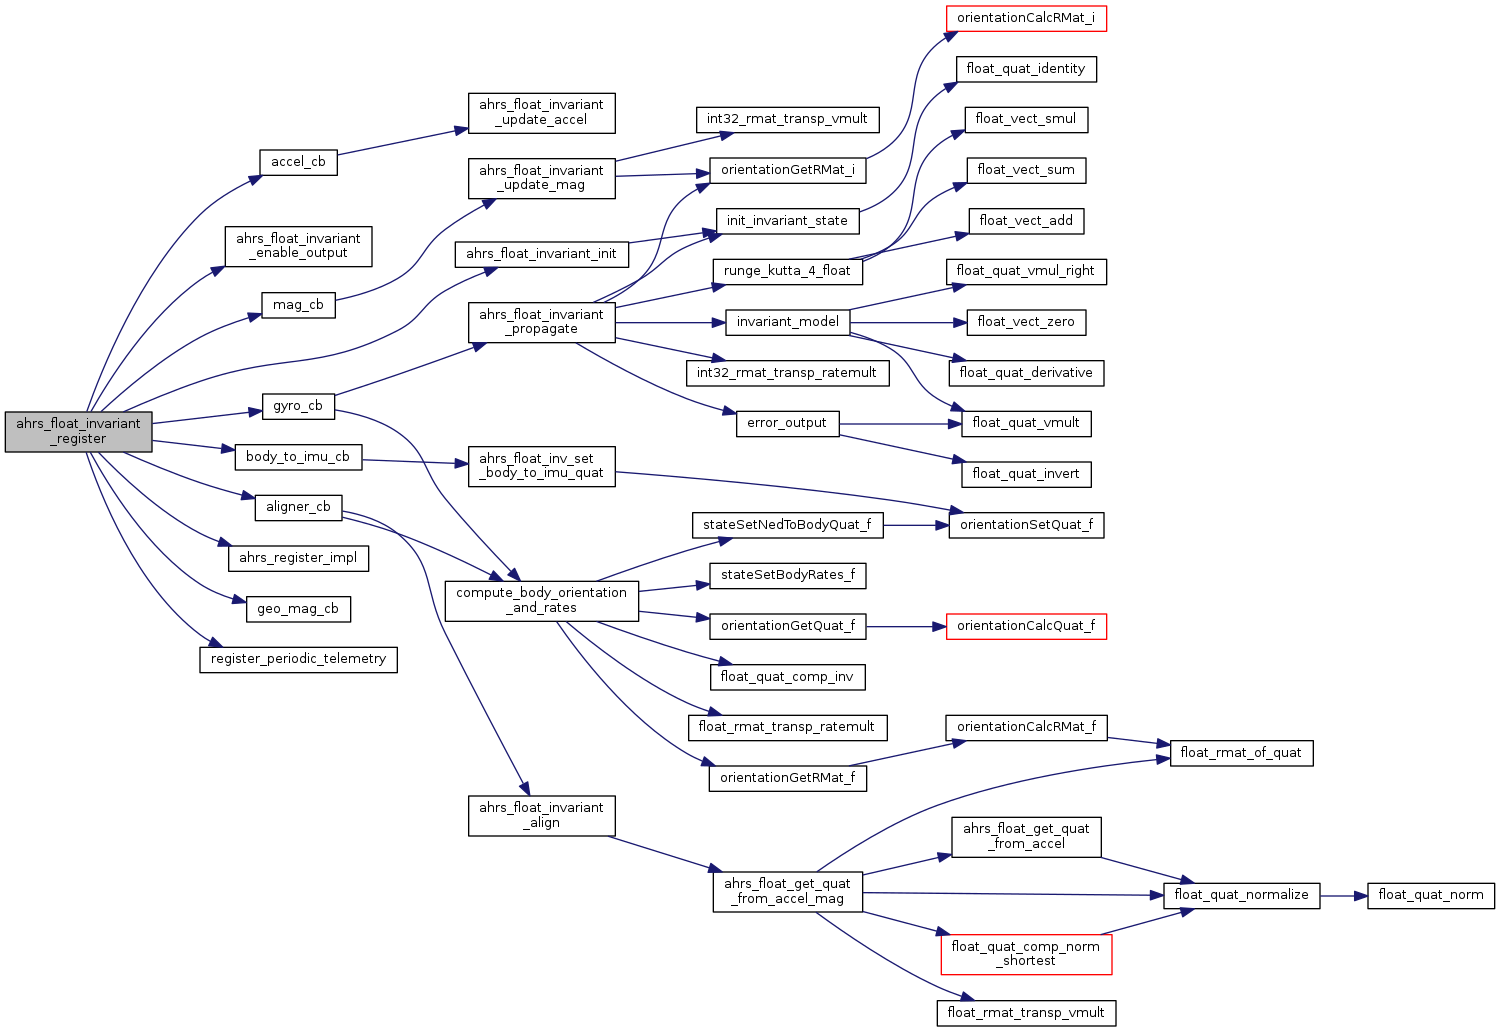 orientationCalcRMat_i
float_quat_identity
ahrs_float_invariant
_update_accel
int32_rmat_transp_vmult
float_vect_smul
accel_cb
ahrs_float_invariant
_update_mag
orientationGetRMat_i
float_vect_sum
ahrs_float_invariant
_enable_output
ahrs_float_invariant_init
init_invariant_state
float_vect_add
mag_cb
runge_kutta_4_float
float_quat_vmul_right
ahrs_float_invariant
_propagate
invariant_model
float_vect_zero
int32_rmat_transp_ratemult
float_quat_derivative
gyro_cb
error_output
float_quat_vmult
ahrs_float_invariant
_register
body_to_imu_cb
ahrs_float_inv_set
_body_to_imu_quat
float_quat_invert
aligner_cb
stateSetNedToBodyQuat_f
orientationSetQuat_f
ahrs_register_impl
stateSetBodyRates_f
geo_mag_cb
compute_body_orientation
_and_rates
orientationGetQuat_f
orientationCalcQuat_f
register_periodic_telemetry
float_quat_comp_inv
float_rmat_transp_ratemult
orientationCalcRMat_f
orientationGetRMat_f
float_rmat_of_quat
ahrs_float_invariant
_align
ahrs_float_get_quat
_from_accel
ahrs_float_get_quat
_from_accel_mag
float_quat_normalize
float_quat_norm
float_quat_comp_norm
_shortest
float_rmat_transp_vmult